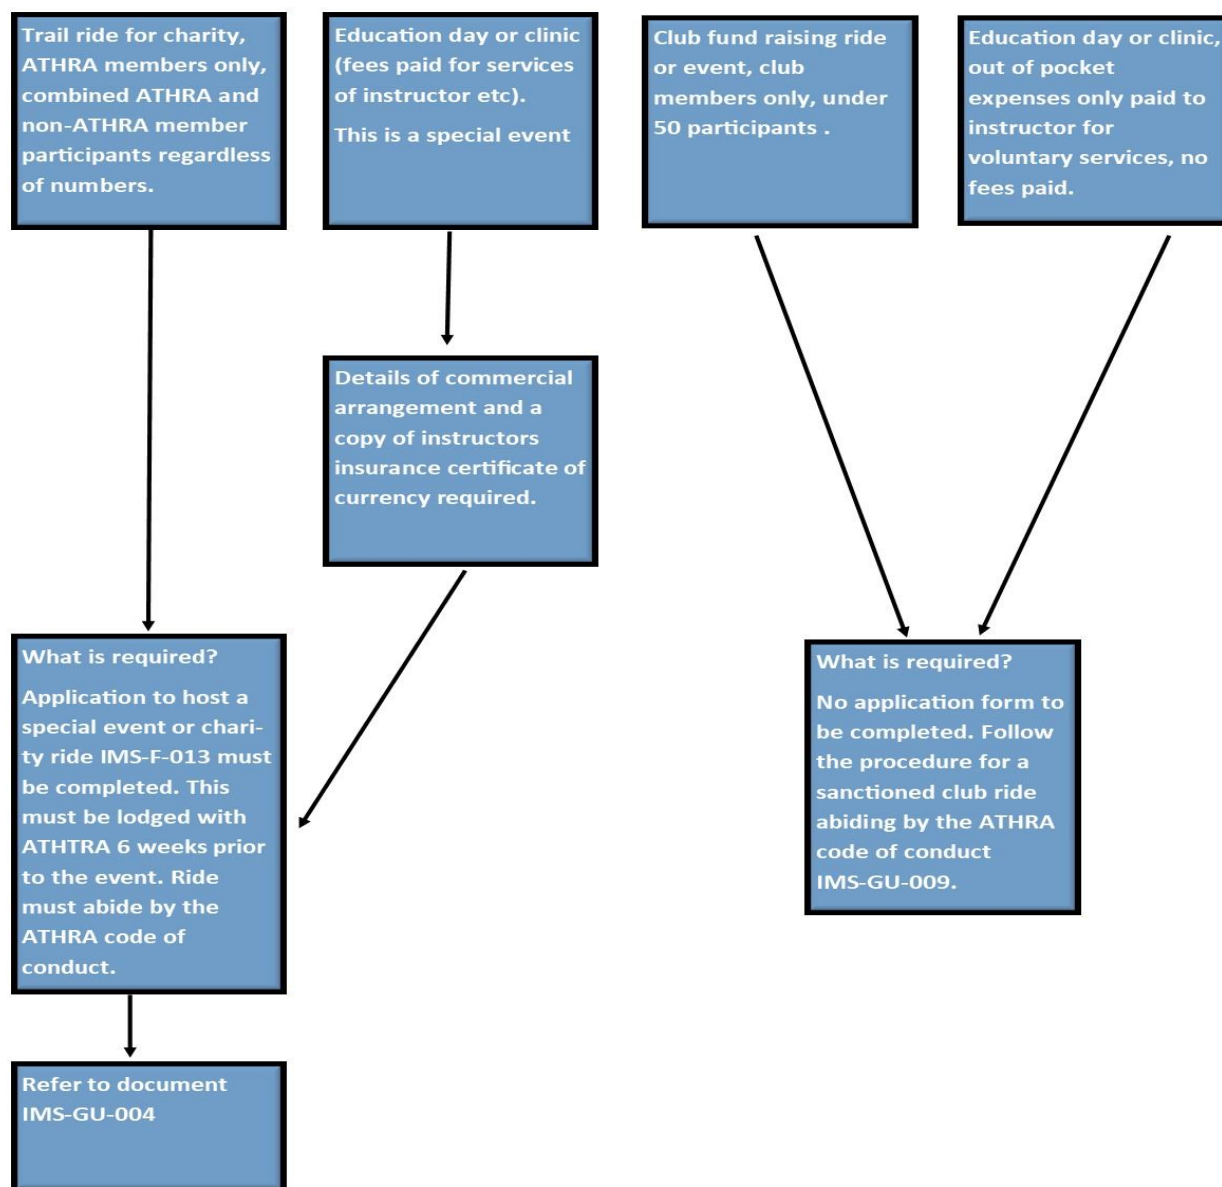 Trail ride for charity,
ATHRA members only,
combined ATHRA and
non-ATHRA member
participants regardless
of numbers.
Education day or clinic
(fees paid for services
of instructor etc).
This is a special event
Club fund raising ride
or event, club
members only, under
50 participants .
Education day or clinic,
out of pocket
expenses only paid to
instructor for
voluntary services, no
fees paid.
Details of commercial
arrangement and a
copy of instructors
insurance certificate of
currency required.
What is required?
Application to host a
special event or chari-
ty ride IMS-F-013 must
be completed. This
must be lodged with
ATHTRA 6 weeks prior
to the event. Ride
must abide by the
ATHRA code of
conduct.
What is required?
No application form to
be completed. Follow
the procedure for a
sanctioned club ride
abiding by the ATHRA
code of conduct
IMS-GU-009.
Refer to document
IMS-GU-004